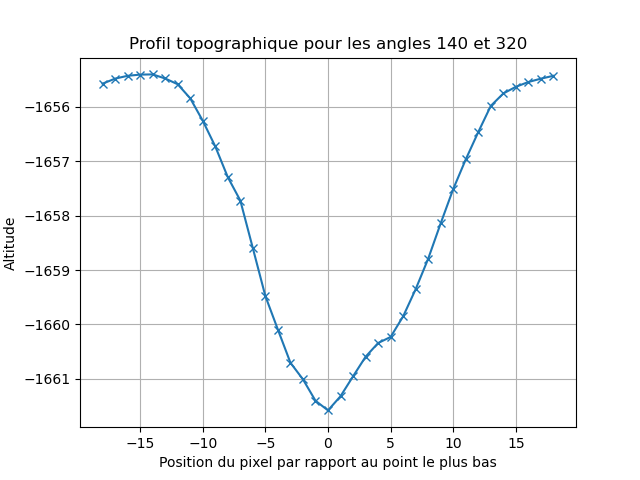 Profil topographique pour les angles 140 et 320
−1656
−1657
−1658
−1659
−1660
−1661
Altitude
−15 −10 −5 0 5 10 15
Position du pixel par rapport au point le plus bas